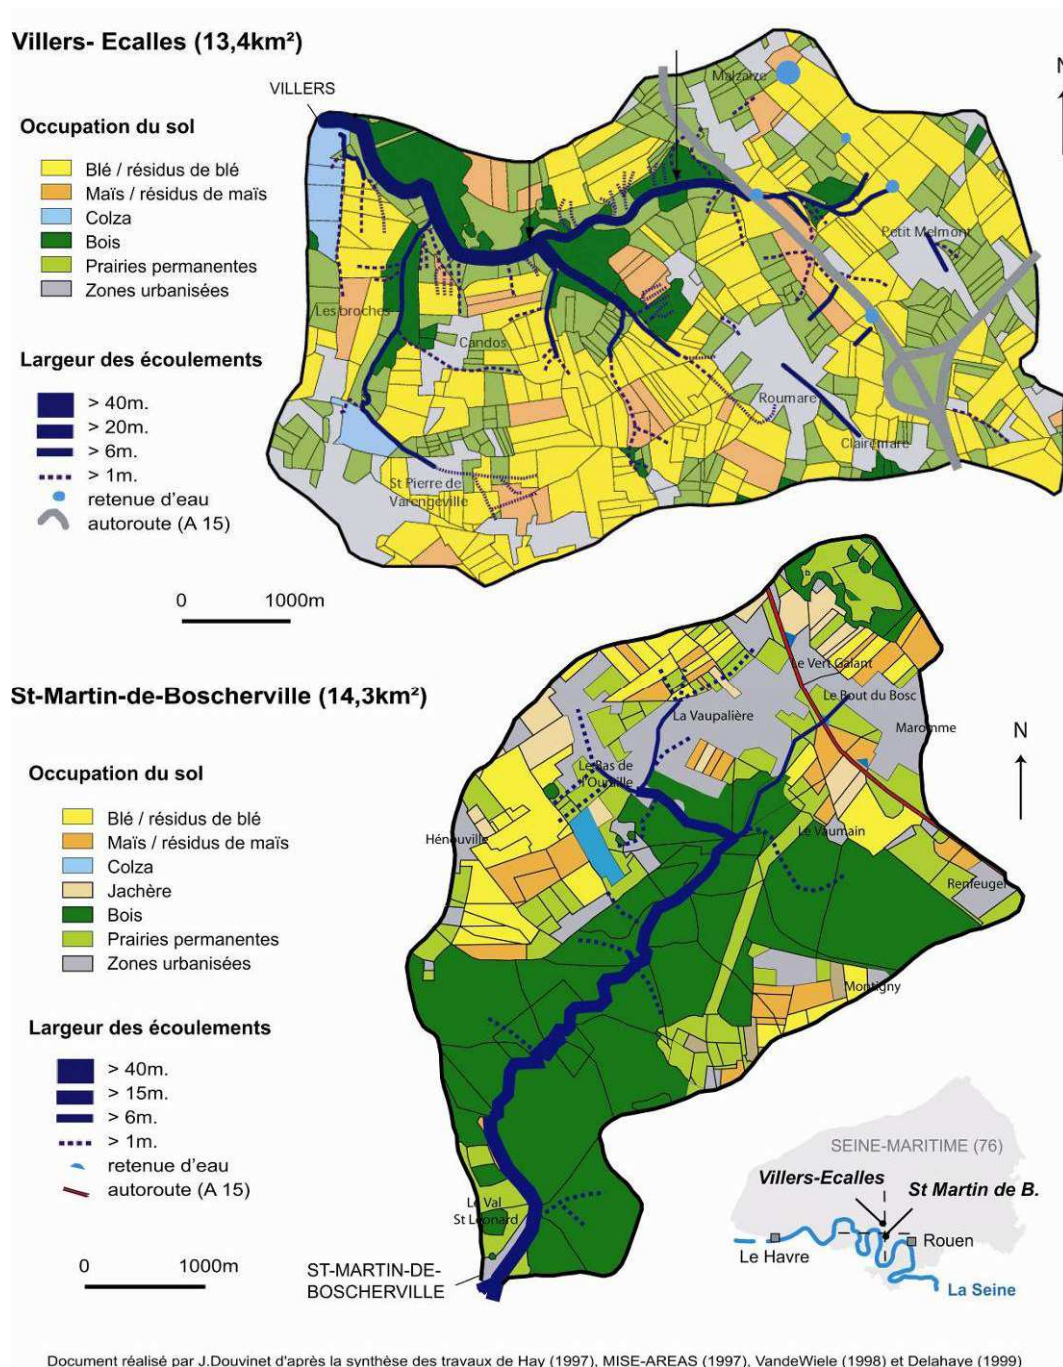 Villers- Ecalles (13,4km²)
N
VILLERS
Malzaize
Occupation du sol
Blé / résidus de blé
Maïs / résidus de maïs
Colza
Bois
Prairies permanentes
Zones urbanisées
Petit Melmont
Les broches
Candos
Roumare
Clairemare
St Pierre de
Varengeville
Largeur des écoulements
> 40m.
> 20m.
> 6m.
> 1m.
retenue d'eau
autoroute (A 15)
0 1000m
St-Martin-de-Boscherville (14,3km²)
N
Le Vert Galant
Le Bout du Bosc
La Vaupalière
Maromme
Le Bas de
l'Ouraille
Hénouville
Le Vaumain
Renfeugel
Montigny
Occupation du sol
Blé / résidus de blé
Maïs / résidus de maïs
Colza
Jachère
Bois
Prairies permanentes
Zones urbanisées
Largeur des écoulements
> 40m.
> 15m.
> 6m.
> 1m.
retenue d'eau
autoroute (A 15)
0 1000m
Le Val
St Léonard
ST-MARTIN-DE-
BOSCHERVILLE
SEINE-MARITIME (76)
Villers-Ecalles
St Martin de B.
Le Havre
Rouen
La Seine
Document réalisé par J.Douvinet d'après la synthèse des travaux de Hay (1997), MISE-AREAS (1997), VandeWiele (1998) et Delahaye (1999)